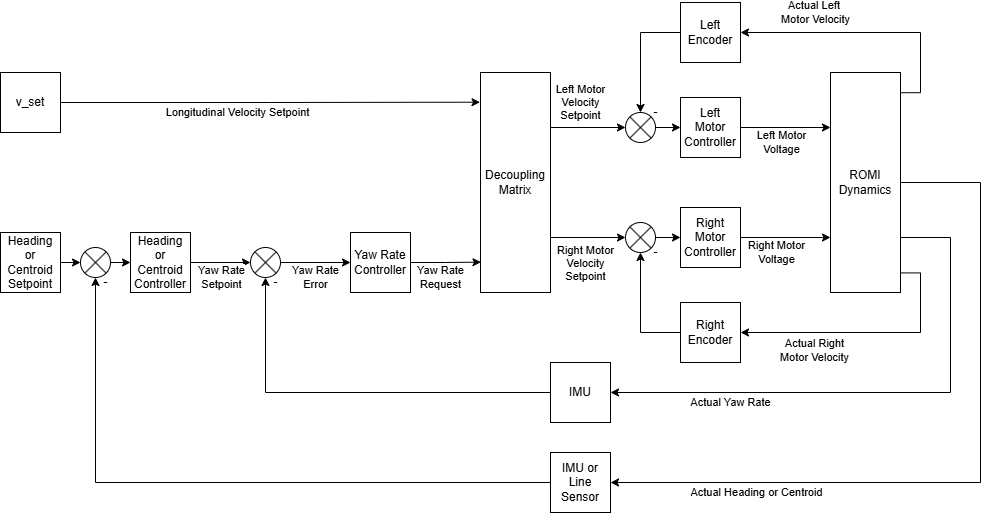 Actual Left
Motor Velocity
Left
Encoder
v_set
Longitudinal Velocity Setpoint
Left Motor
Velocity
Setpoint
-
Left
Motor
Controller
Left Motor
Voltage
Decoupling
Matrix
ROMI
Dynamics
Heading
or
Centroid
Setpoint
-
Heading
or
Centroid
Controller
Yaw Rate
Setpoint
-
Yaw Rate
Error
Yaw Rate
Controller
Yaw Rate
Request
Right Motor
Velocity
Setpoint
-
Right
Motor
Controller
Right Motor
Voltage
Right
Encoder
Actual Right
Motor Velocity
IMU
Actual Yaw Rate
IMU or
Line
Sensor
Actual Heading or Centroid